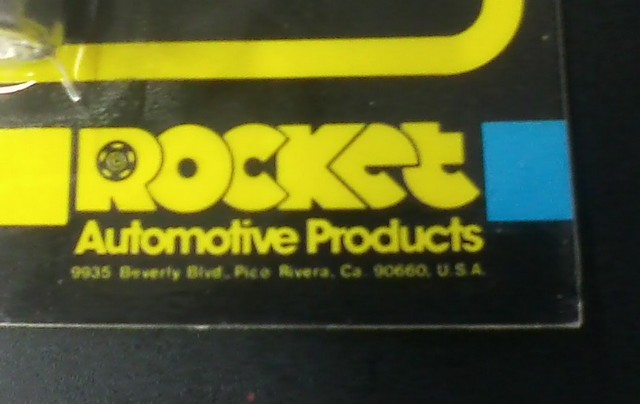 ROCKET
Automotive Products
9935 Beverly Blvd., Pico Rivera, Ca. 90660, U.S.A.